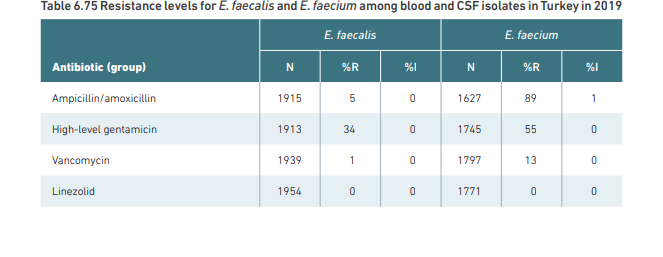 Table 6.75 Resistance levels for E. faecalis and E. faecium among blood and CSF isolates in Turkey in 2019
E. faecalis E. faecium
Antibiotic (group) N %R %I N %R %I
Ampicillin/amoxicillin 1915 5 0 1627 89 1
High-level gentamicin 1913 34 0 1745 55 0
Vancomycin 1939 1 0 1797 13 0
Linezolid 1954 0 0 1771 0 0